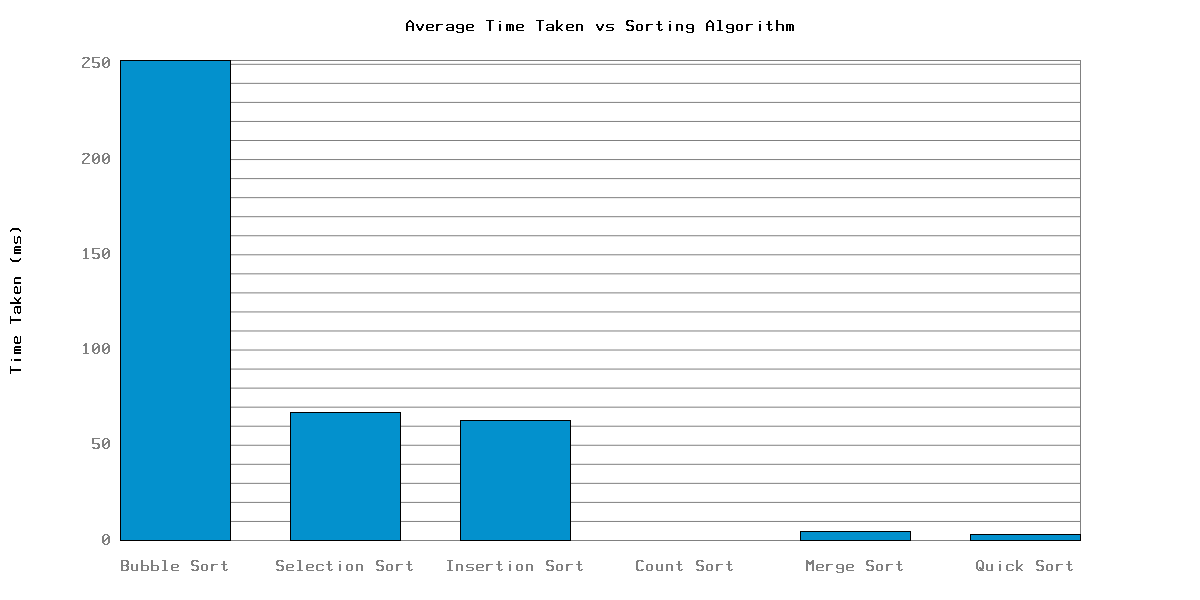 Average Time Taken vs Sorting Algorithm
Time Taken (ms)
250
200
150
100
50
0
Bubble Sort Selection Sort Insertion Sort Count Sort Merge Sort Quick Sort